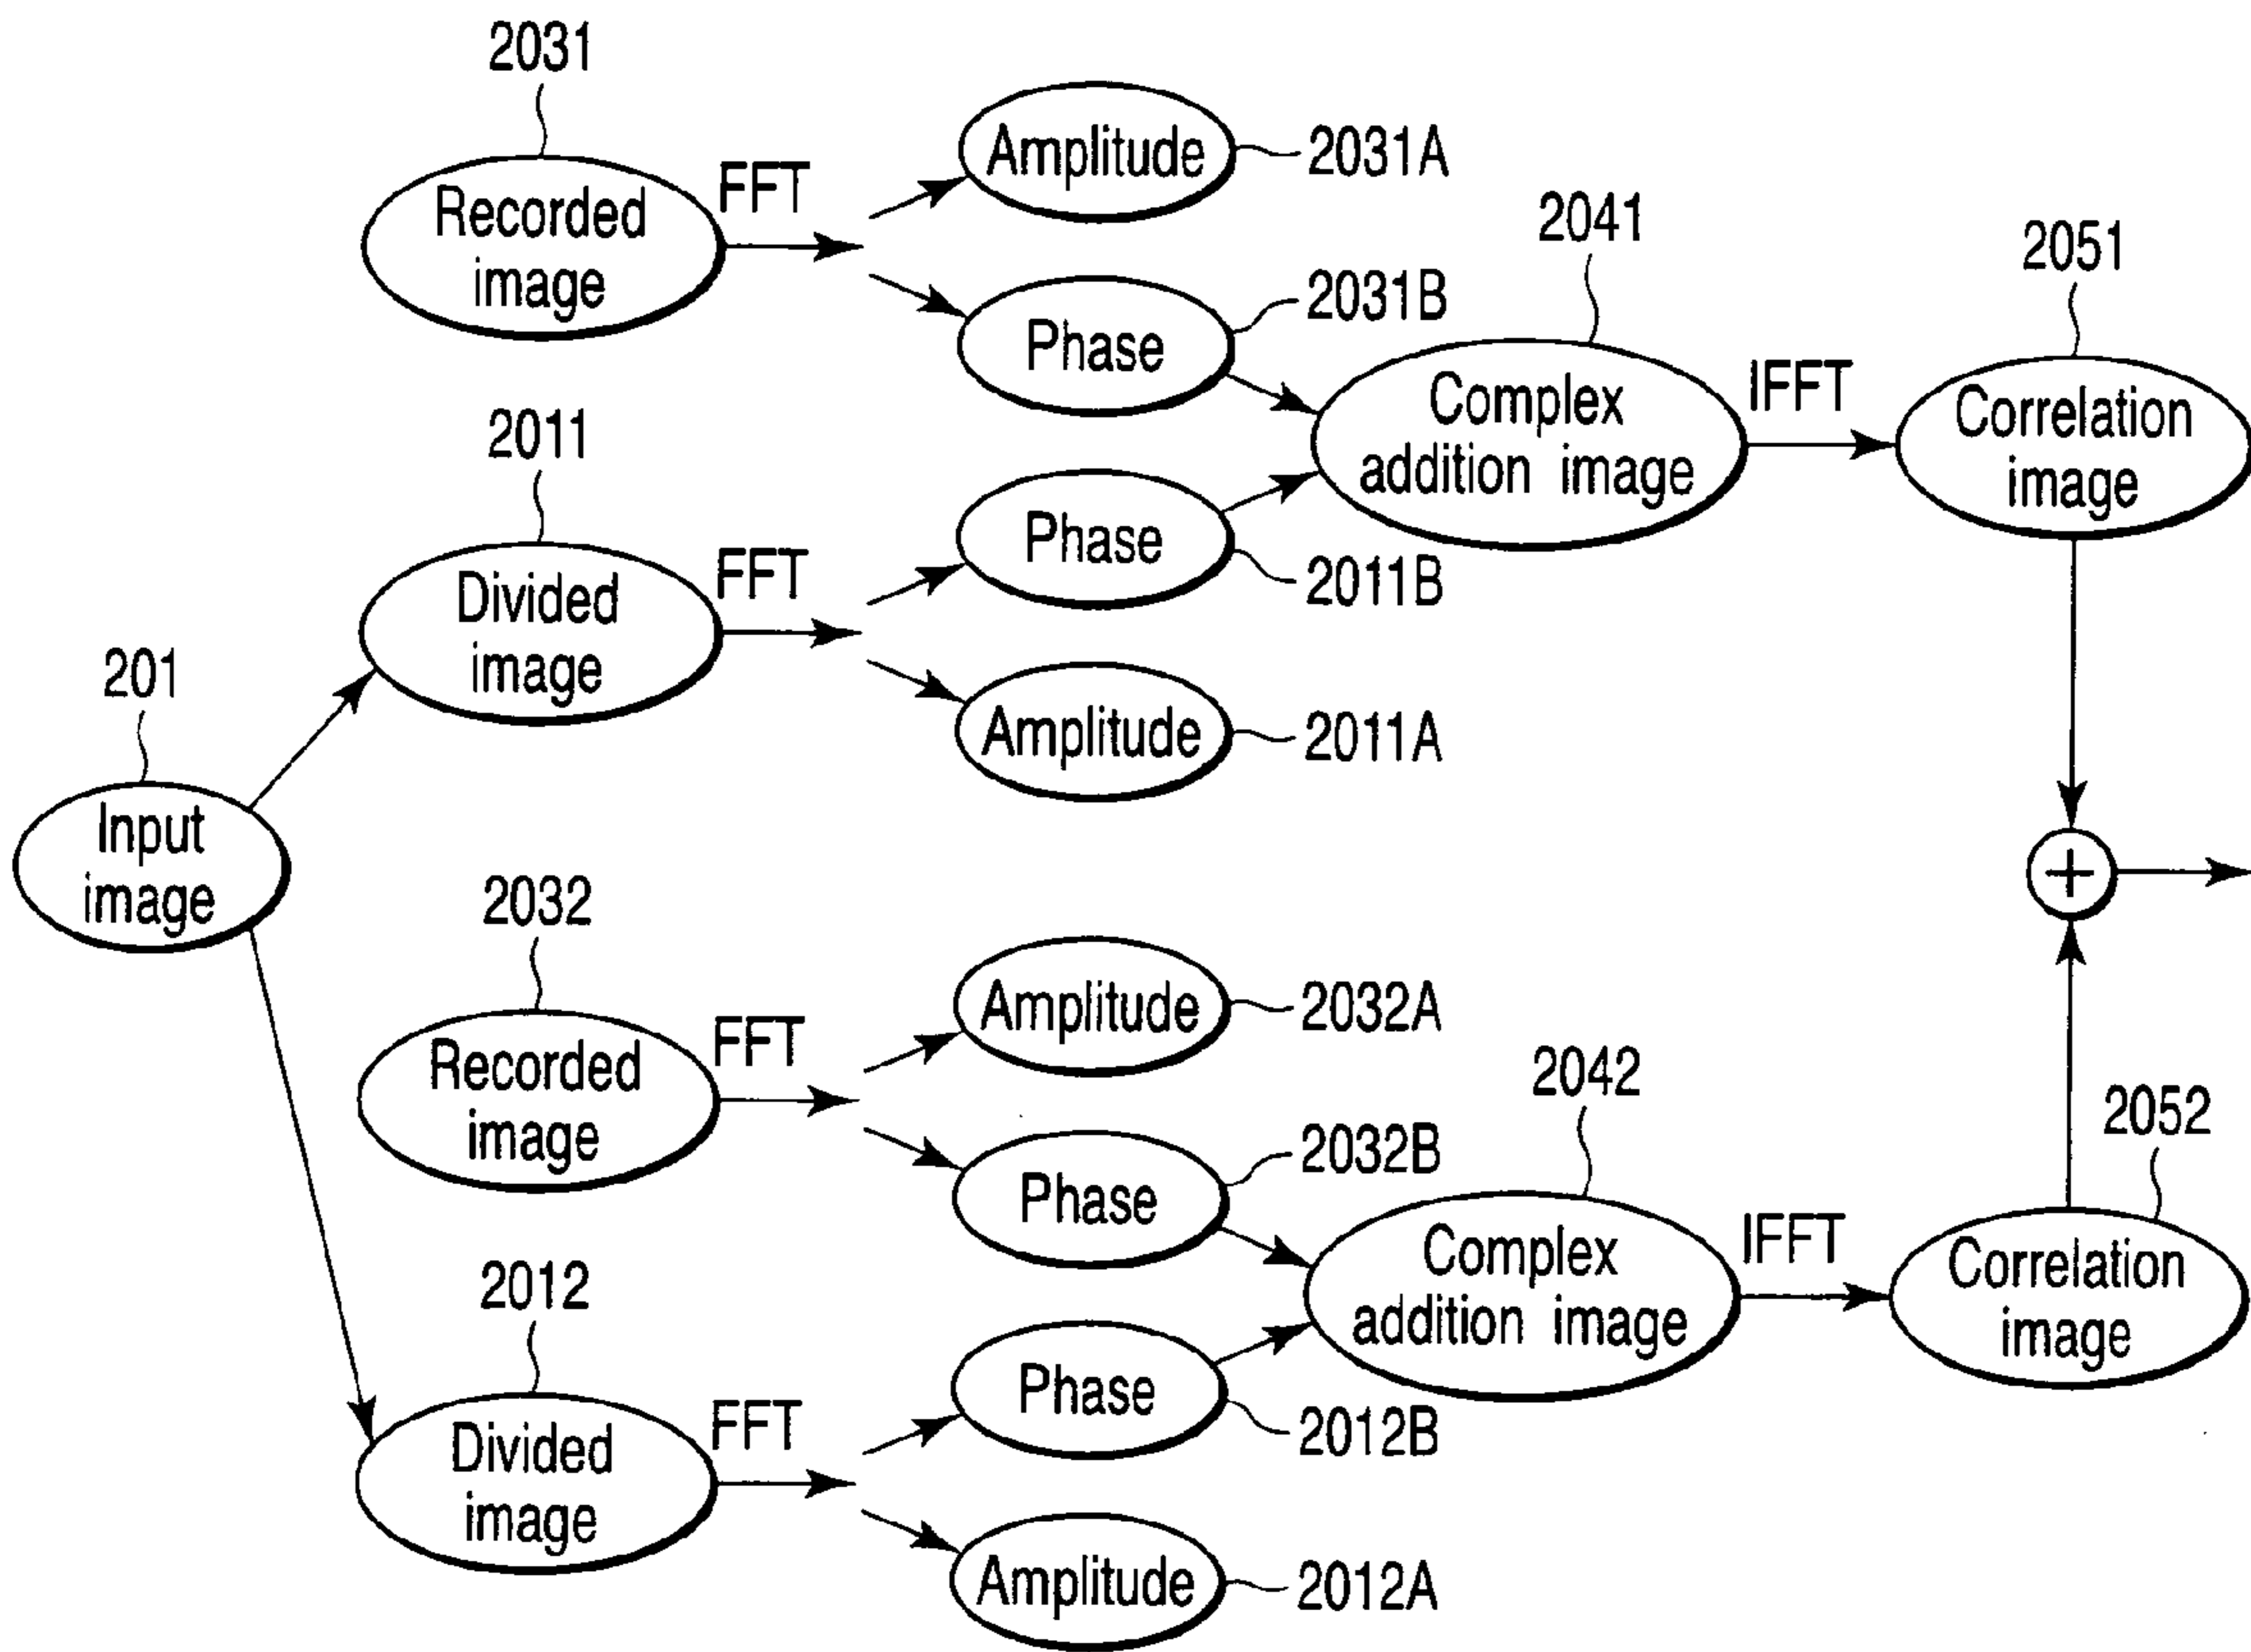 2031
Recorded
image
FFT
Amplitude
2031A
Phase
2031B
2041
Complex
addition image
IFFT
2051
Correlation
image
2011
Divided
image
FFT
Phase
2011B
Amplitude
2011A
201
Input
image
+
2032
Recorded
image
FFT
Amplitude
2032A
Phase
2032B
2042
Complex
addition image
IFFT
2052
Correlation
image
2012
Divided
image
FFT
Phase
2012B
Amplitude
2012A